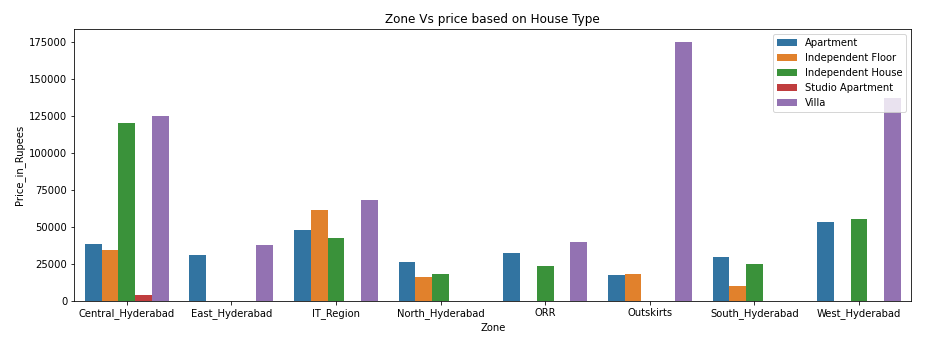 Zone Vs price based on House Type
Price_in_Rupees
175000
150000
125000
100000
75000
50000
25000
0
Apartment
Independent Floor
Independent House
Studio Apartment
Villa
Central_Hyderabad East_Hyderabad IT_Region North_Hyderabad ORR Outskirts South_Hyderabad West_Hyderabad
Zone